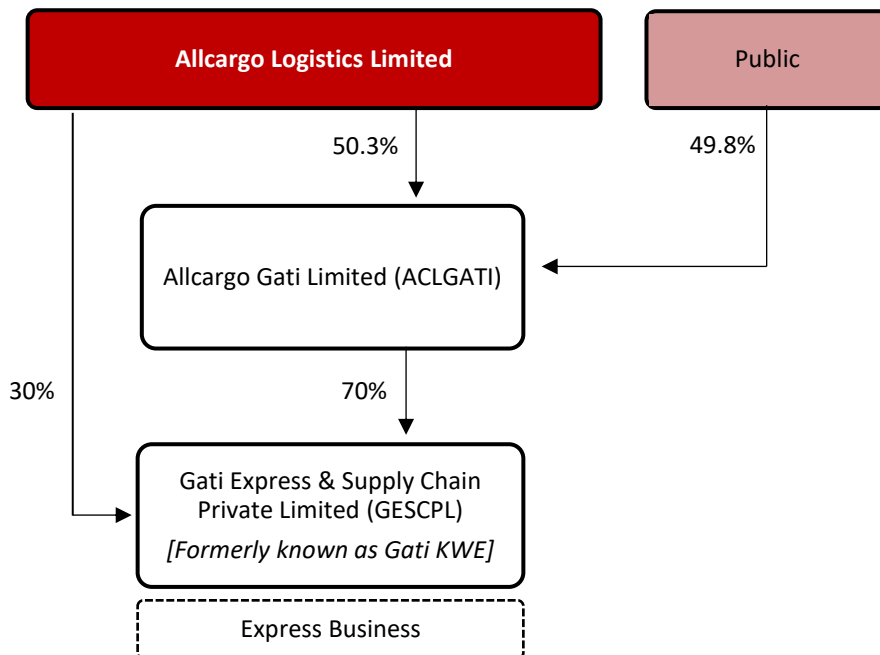 Allcargo Logistics Limited
Public
50.3%
49.8%
Allcargo Gati Limited (ACLGATI)
30%
70%
Gati Express & Supply Chain
Private Limited (GESCPL)
[Formerly known as Gati KWE]
Express Business